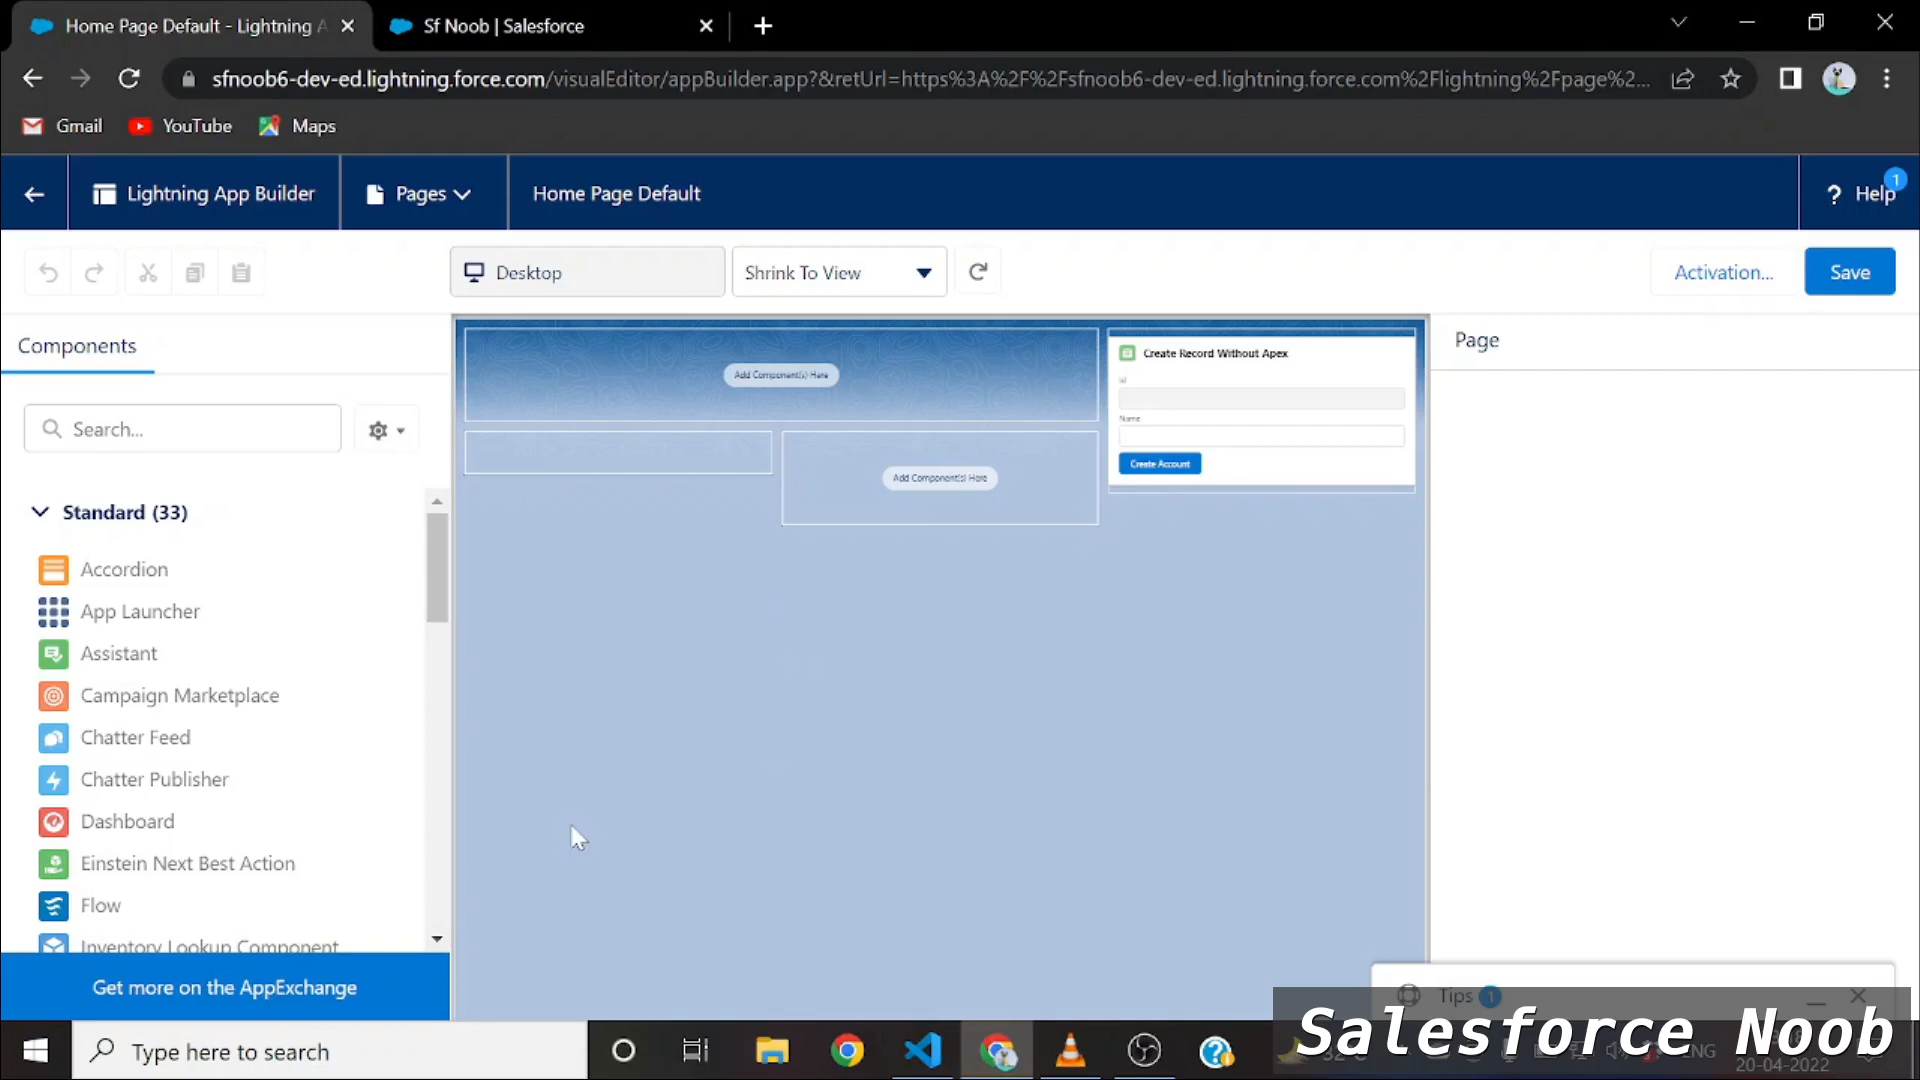 Home Page Default - Lightning A
Sf Noob | Salesforce
sfnoob6-dev-ed.lightning.force.com/visualEditor/appBuilder.app?&retUrl=https%3A%2F%2Fsfnoob6-dev-ed.lightning.force.com%2Flightning%2Fpage%2...
Gmail
YouTube
Maps
Lightning App Builder
Pages
Home Page Default
? Help
1
Desktop
Shrink To View
Activation...
Save
Components
Search...
Standard (33)
Accordion
App Launcher
Assistant
Campaign Marketplace
Chatter Feed
Chatter Publisher
Dashboard
Einstein Next Best Action
Flow
Inventory Lookup Component
Get more on the AppExchange
Add Component(s) Here
Add Component(s) Here
Create Record Without Apex
Id
Name
Create Account
Page
Tips 1
Salesforce Noob
Type here to search
ENG
20-04-2022